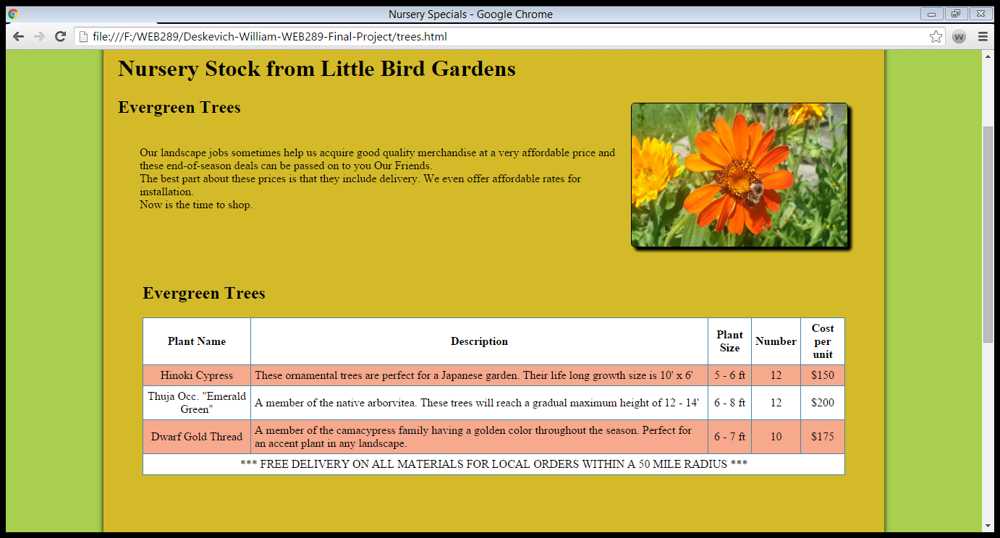 Nursery Specials - Google Chrome
file:///F:/WEB289/Deskevich-William-WEB289-Final-Project/trees.html
W
Nursery Stock from Little Bird Gardens
Evergreen Trees
Our landscape jobs sometimes help us acquire good quality merchandise at a very affordable price and
these end-of-season deals can be passed on to you Our Friends.
The best part about these prices is that they include delivery. We even offer affordable rates for
installation.
Now is the time to shop.
Evergreen Trees
Plant Name Description Plant Size Number Cost per unit
Hinoki Cypress These ornamental trees are perfect for a Japanese garden. Their life long growth size is 10' x 6' 5 - 6 ft 12 $150
Thuja Occ. "Emerald Green" A member of the native arborvitea. These trees will reach a gradual maximum height of 12 - 14' 6 - 8 ft 12 $200
Dwarf Gold Thread A member of the camacypress family having a golden color throughout the season. Perfect for
an accent plant in any landscape. 6 - 7 ft 10 $175
*** FREE DELIVERY ON ALL MATERIALS FOR LOCAL ORDERS WITHIN A 50 MILE RADIUS ***